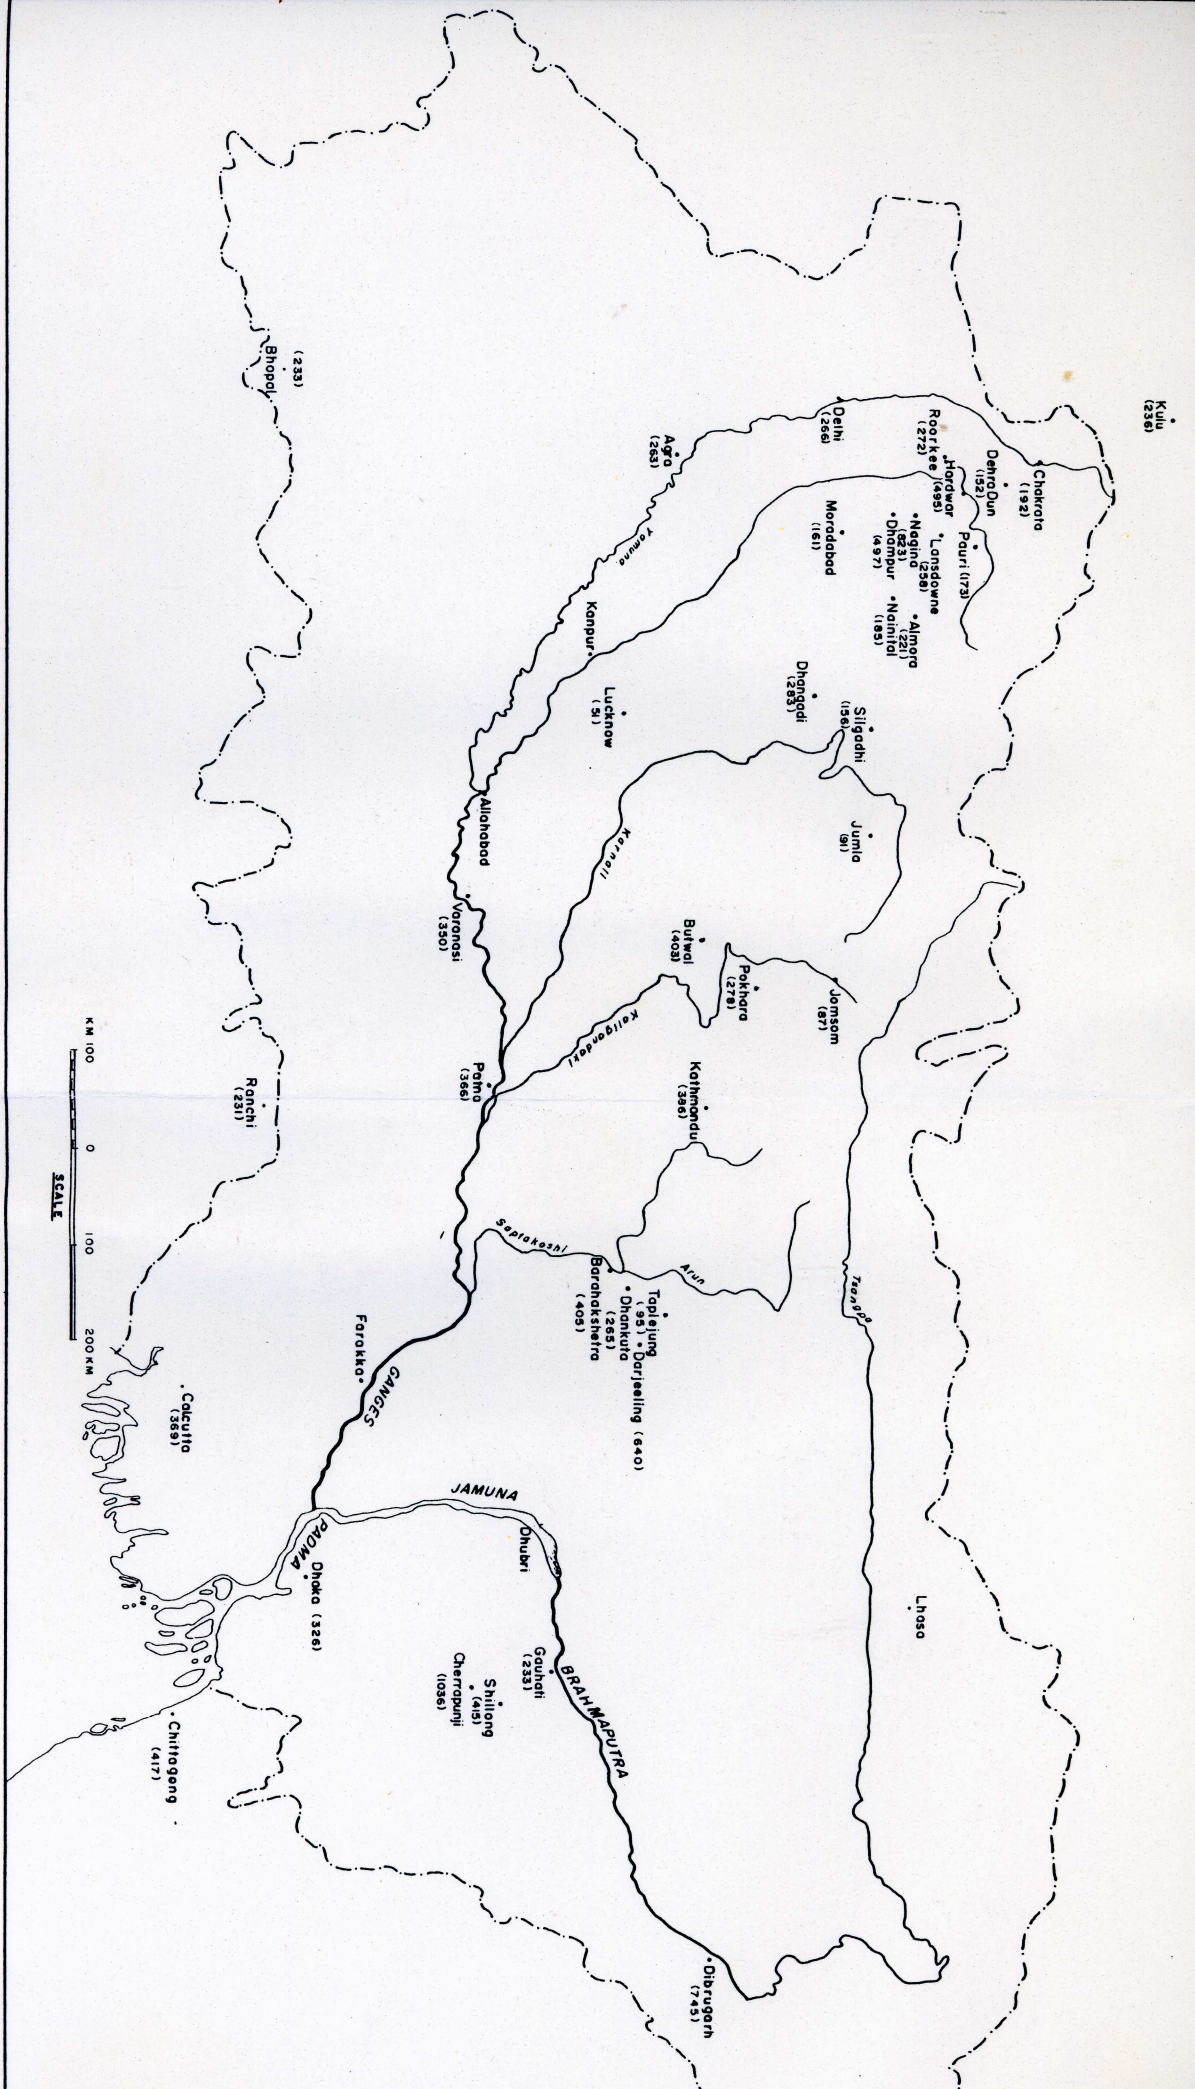 Kulu
(236)
Chakrata
(192)
Dehra Dun
(152)
Hardwar
(495)
Roorkee
(272)
Pauri (173)
Lansdowne
(258)
Nagina
(823)
Dhampur
(497)
Almora
(221)
Nainital
(185)
Delhi
(266)
Moradabad
(161)
Agra
(263)
Yamuna
Kanpur
Lucknow
(51)
Dhangadi
(283)
Silgadhi
(156)
Jumla
(91)
Karnali
Allahabad
Varanasi
(350)
Bhopal
(233)
Butwal
(403)
Pokhara
(278)
Jomsom
(87)
Kaligandaki
Kathmandu
(386)
Patna
(366)
Ranchi
(231)
Saptakoshi
Arun
Tsangpo
Barahakshetra
(405)
Dhankuta
(265)
Taplejung
(95)
Darjeeling (640)
Farakka
GANGES
Calcutta
(369)
JAMUNA
PADMA
Dhaka (326)
Dhubri
Lhasa
Gauhati
(233)
BRAHMAPUTRA
Shillong
(415)
Cherrapunji
(1036)
Chittagong
(417)
Dibrugarh
(745)
KM 100 0 100 200 KM
SCALE